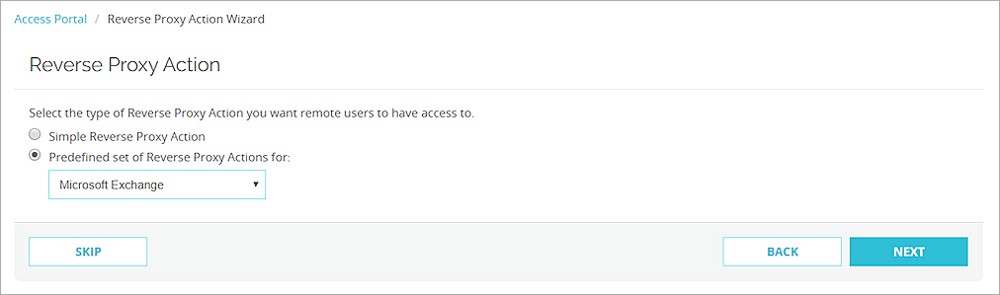 Access Portal / Reverse Proxy Action Wizard
Reverse Proxy Action
Select the type of Reverse Proxy Action you want remote users to have access to.
Simple Reverse Proxy Action
Predefined set of Reverse Proxy Actions for:
Microsoft Exchange
SKIP BACK NEXT